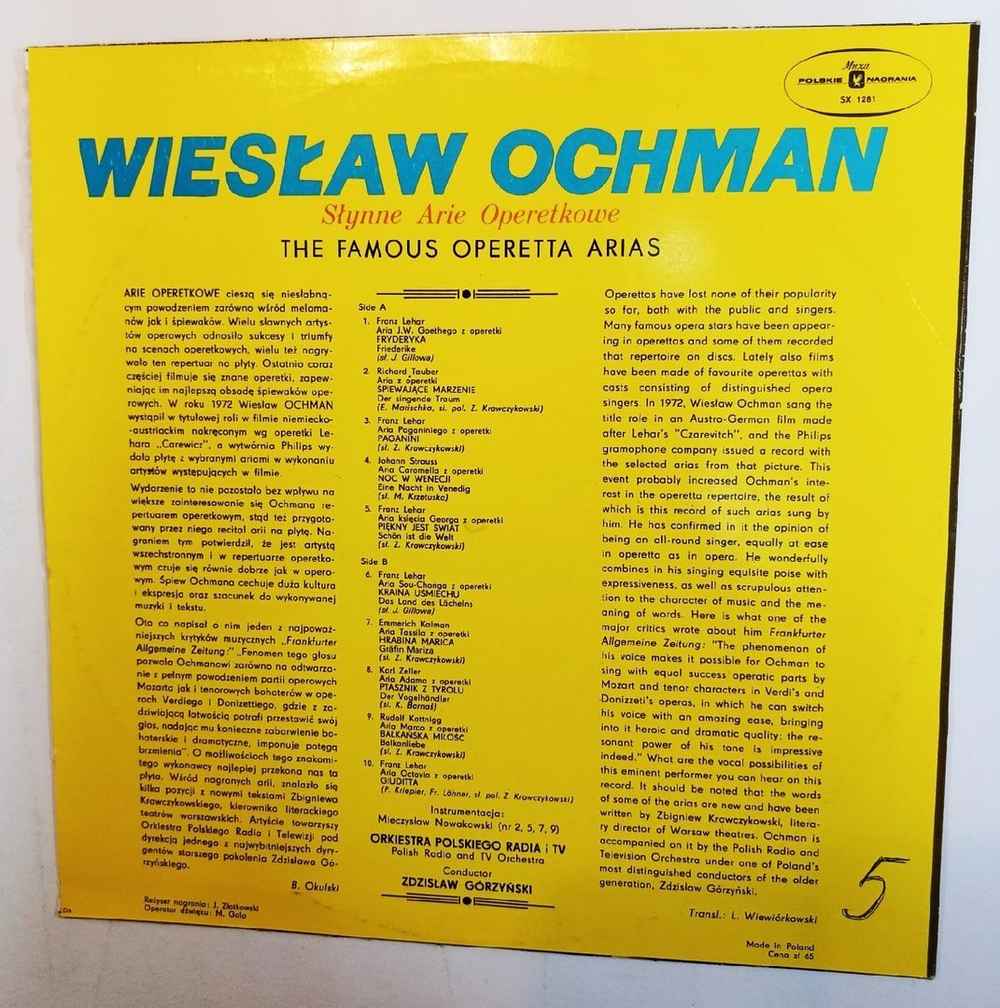 Muza
POLSKIE NAGRANIA
SX 1281
WIESŁAW OCHMAN
Słynne Arie Operetkowe
THE FAMOUS OPERETTA ARIAS
ARIE OPERETKOWE cieszą się niesłabną-
cym powodzeniem zarówno wśród meloma-
nów jak i śpiewaków. Wielu sławnych artys-
tów operowych odnosiło sukcesy i triumfy
na scenach operetkowych, wielu też nagry-
wało ten repertuar na płyty. Ostatnio coraz
częściej filmuje się znane operetki, zapew-
niając im najlepszą obsadę śpiewaków ope-
rowych. W roku 1972 Wiesław OCHMAN
wystąpił w tytułowej roli w filmie niemiecko-
-austriackim nakręconym wg operetki Le-
hara „Carewicz", a wytwórnia Philips wy-
dała płytę z wybranymi ariami w wykonaniu
artystów występujących w filmie.
Wydarzenie to nie pozostało bez wpływu na
większe zainteresowanie się Ochmana re-
pertuarem operetkowym, stąd też przygoto-
wany przez niego recital arii na płytę. Na-
graniem tym potwierdził, że jest artystą
wszechstronnym i w repertuarze operetko-
wym czuje się równie dobrze jak w opero-
wym. Śpiew Ochmana cechuje duża kultura
i ekspresja oraz szacunek do wykonywanej
muzyki i tekstu.
Oto co napisał o nim jeden z najpoważ-
niejszych krytyków muzycznych „Frankfurter
Allgemeine Zeitung:" „Fenomen tego głosu
pozwala Ochmanowi zarówno na odtwarza-
nie z pełnym powodzeniem partii operowych
Mozarta jak i tenorowych bohaterów w ope-
rach Verdiego i Donizettiego, gdzie z za-
dziwiającą łatwością potrafi przestawić swój
głos, nadając mu konieczne zabarwienie bo-
haterskie i dramatyczne, imponuje potęgą
brzmienia". O możliwościach tego znakomi-
tego wykonawcy najlepiej przekona nas ta
płyta. Wśród nagranych arii, znalazło się
kilka pozycji z nowymi tekstami Zbigniewa
Krawczykowskiego, kierownika literackiego
teatrów warszawskich. Artyście towarzyszy
Orkiestra Polskiego Radia i Telewizji pod
dyrekcją jednego z najwybitniejszych dyry-
gentów starszego pokolenia Zdzisława Gó-
rzyńskiego.
B. Okulski
Reżyser nagrania: J. Złotkowski
Operator dźwięku: M. Gola
LDA
Side A
1. Franz Lehar
Aria J.W. Goethego z operetki
FRYDERYKA
Friederike
(sł. J. Gillowa)
2. Richard Tauber
Aria z operetki
ŚPIEWAJĄCE MARZENIE
Der singende Traum
(E. Marischka, sł. pol. Z. Krawczykowski)
3. Franz Lehar
Aria Paganiniego z operetki
PAGANINI
(sł. Z. Krawczykowski)
4. Johann Strauss
Aria Caramella z operetki
NOC W WENECJI
Eine Nacht in Venedig
(sł. M. Krzetuska)
5. Franz Lehar
Aria księcia Georga z operetki
PIĘKNY JEST ŚWIAT
Schön ist die Welt
(sł. Z. Krawczykowski)
Side B
6. Franz Lehar
Aria Sou-Chonga z operetki
KRAINA UŚMIECHU
Das Land des Lächelns
(sł. J. Gillowa)
7. Emmerich Kalman
Aria Tassila z operetki
HRABINA MARICA
Gräfin Mariza
(sł. Z. Krawczykowski)
8. Karl Zeller
Aria Adama z operetki
PTASZNIK Z TYROLU
Der Vogelhändler
(sł. K. Barnaś)
9. Rudolf Kattnigg
Aria Marco z operetki
BAŁKAŃSKA MIŁOŚĆ
Balkanliebe
(sł. Z. Krawczykowski)
10. Franz Lehar
Aria Octavia z operetki
GIUDITTA
(P. Knepler, Fr. Löhner, sł. pol. Z. Krawczykowski)
Instrumentacja:
Mieczysław Nowakowski (nr 2, 5, 7, 9)
ORKIESTRA POLSKIEGO RADIA i TV
Polish Radio and TV Orchestra
Conductor
ZDZISŁAW GÓRZYŃSKI
Operettas have lost none of their popularity
so far, both with the public and singers.
Many famous opera stars have been appear-
ing in operettas and some of them recorded
that repertoire on discs. Lately also films
have been made of favourite operettas with
casts consisting of distinguished opera
singers. In 1972, Wiesław Ochman sang the
title role in an Austro-German film made
after Lehar's "Czarevitch", and the Philips
gramophone company issued a record with
the selected arias from that picture. This
event probably increased Ochman's inte-
rest in the operetta repertoire, the result of
which is this record of such arias sung by
him. He has confirmed in it the opinion of
being an all-round singer, equally at ease
in operetta as in opera. He wonderfully
combines in his singing equisite poise with
expressiveness, as well as scrupulous atten-
tion to the character of music and the me-
aning of words. Here is what one of the
major critics wrote about him Frankfurter
Allgemeine Zeitung: "The phenomenon of
his voice makes it possible for Ochman to
sing with equal success operatic parts by
Mozart and tenor characters in Verdi's and
Donizzeti's operas, in which he can switch
his voice with an amazing ease, bringing
into it heroic and dramatic quality: the re-
sonant power of his tone is impressive
indeed." What are the vocal possibilities of
this eminent performer you can hear on this
record. It should be noted that the words
of some of the arias are new and have been
written by Zbigniew Krawczykowski, litera-
ry director of Warsaw theatres. Ochman is
accompanied on it by the Polish Radio and
Television Orchestra under one of Poland's
most distinguished conductors of the older
generation, Zdzisław Górzyński.
Transl.: L. Wiewiórkowski
5
Made in Poland
Cena zł 65